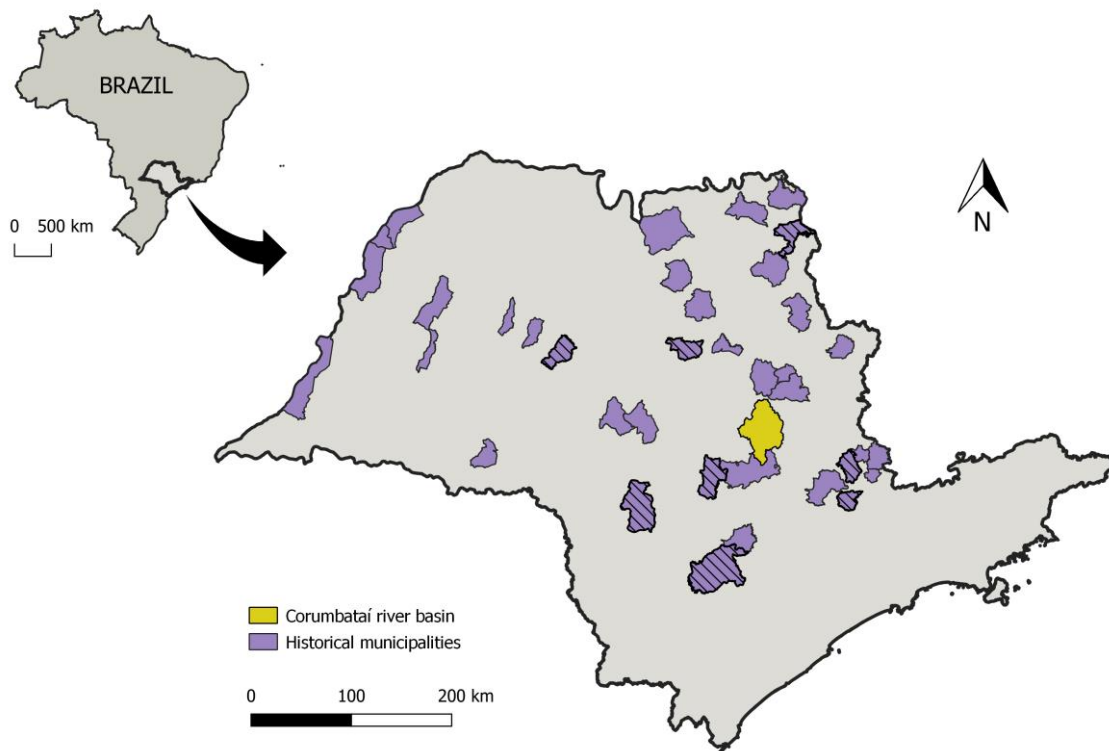 BRAZIL
0 500 km
N
Corumbataí river basin
Historical municipalities
0 100 200 km